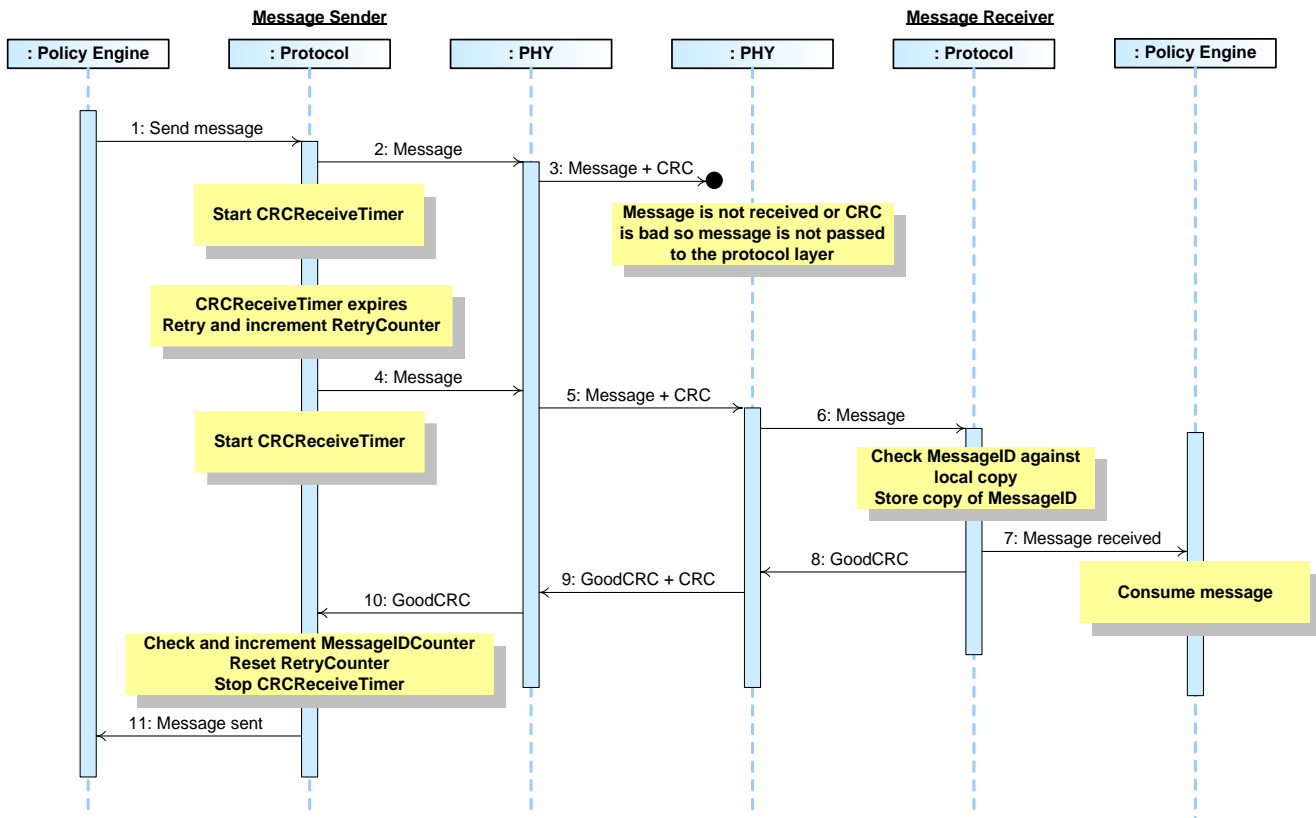 Message Sender
Message Receiver
: Policy Engine
: Protocol
: PHY
: PHY
: Protocol
: Policy Engine
1: Send message
2: Message
3: Message + CRC
Start CRCReceiveTimer
Message is not received or CRC
is bad so message is not passed
to the protocol layer
CRCReceiveTimer expires
Retry and increment RetryCounter
4: Message
5: Message + CRC
6: Message
Start CRCReceiveTimer
Check MessageID against
local copy
Store copy of MessageID
7: Message received
8: GoodCRC
9: GoodCRC + CRC
Consume message
10: GoodCRC
Check and increment MessageIDCounter
Reset RetryCounter
Stop CRCReceiveTimer
11: Message sent